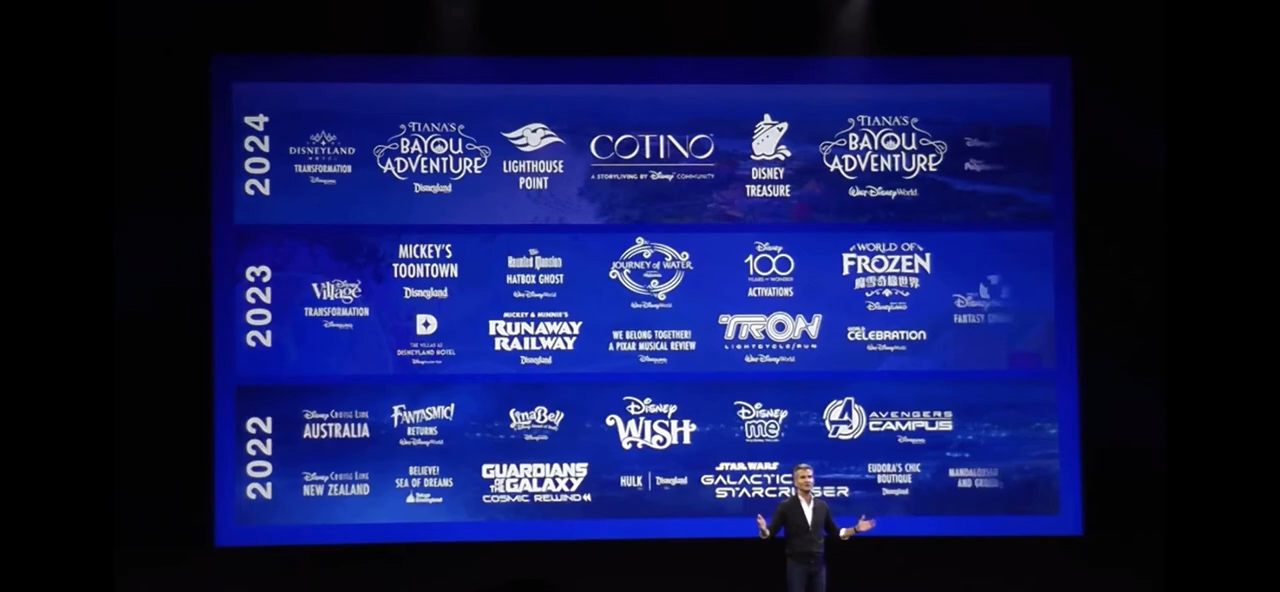 2024
DISNEYLAND
HOTEL
TRANSFORMATION
TIANA'S
BAYOU
ADVENTURE
Disneyland
LIGHTHOUSE
POINT
COTINO
A STORYLIVING BY Disney COMMUNITY
DISNEY
TREASURE
TIANA'S
BAYOU
ADVENTURE
Walt Disney World
2023
Disney
Village
TRANSFORMATION
MICKEY'S
TOONTOWN
Disneyland
THE VILLAS AT
DISNEYLAND HOTEL
The
Haunted Mansion
HATBOX GHOST
Walt Disney World
MICKEY & MINNIE'S
RUNAWAY
RAILWAY
Disneyland
JOURNEY OF WATER
Walt Disney World
WE BELONG TOGETHER!
A PIXAR MUSICAL REVIEW
Disney
100
YEARS OF WONDER
ACTIVATIONS
TRON
LIGHTCYCLE/RUN
Walt Disney World
WORLD OF
FROZEN
魔雪奇緣世界
WORLD
CELEBRATION
Walt Disney World
Disney
2022
Disney Cruise Line
AUSTRALIA
Disney Cruise Line
NEW ZEALAND
FANTASMIC!
RETURNS
Walt Disney World
BELIEVE!
SEA OF DREAMS
LinaBell
GUARDIANS
OF THE GALAXY
COSMIC REWIND
DISNEY
WISH
HULK | Disneyland
DISNEY
me
STAR WARS
GALACTIC
STARCRUISER
A AVENGERS
CAMPUS
EUDORA'S CHIC
BOUTIQUE
Disneyland
MANDALORIAN